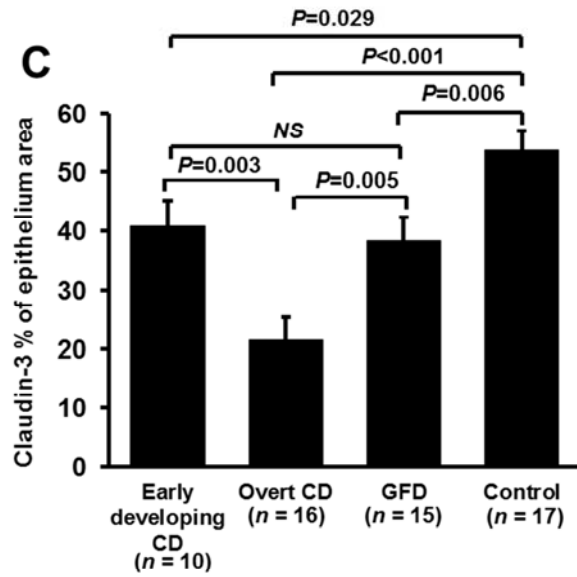 C
P=0.029
P<0.001
P=0.006
NS
P=0.003
P=0.005
Claudin-3 % of epithelium area
60
50
40
30
20
10
0
Early
developing
CD
(n = 10)
Overt CD
(n = 16)
GFD
(n = 15)
Control
(n = 17)